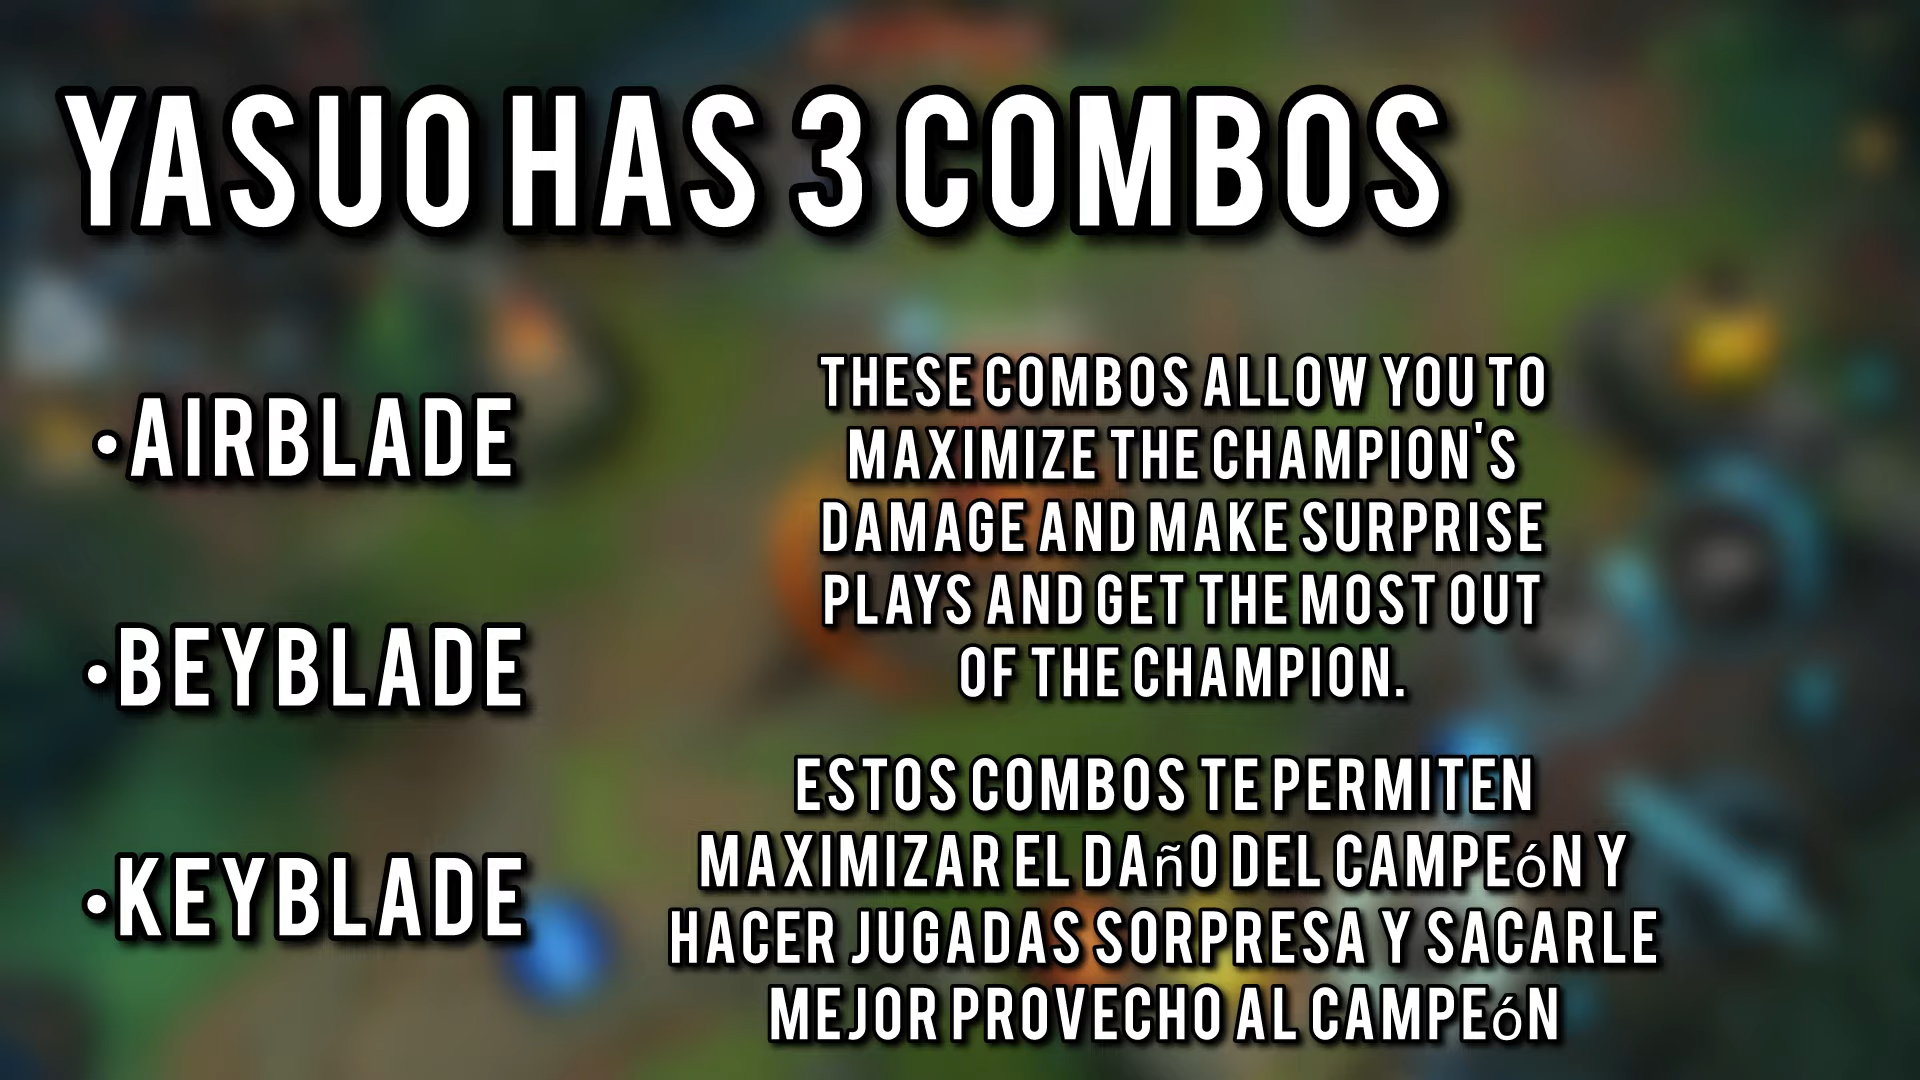 YASUO HAS 3 COMBOS
•AIRBLADE
•BEYBLADE
•KEYBLADE
THESE COMBOS ALLOW YOU TO
MAXIMIZE THE CHAMPION'S
DAMAGE AND MAKE SURPRISE
PLAYS AND GET THE MOST OUT
OF THE CHAMPION.
ESTOS COMBOS TE PERMITEN
MAXIMIZAR EL DAñO DEL CAMPEóN Y
HACER JUGADAS SORPRESA Y SACARLE
MEJOR PROVECHO AL CAMPEóN